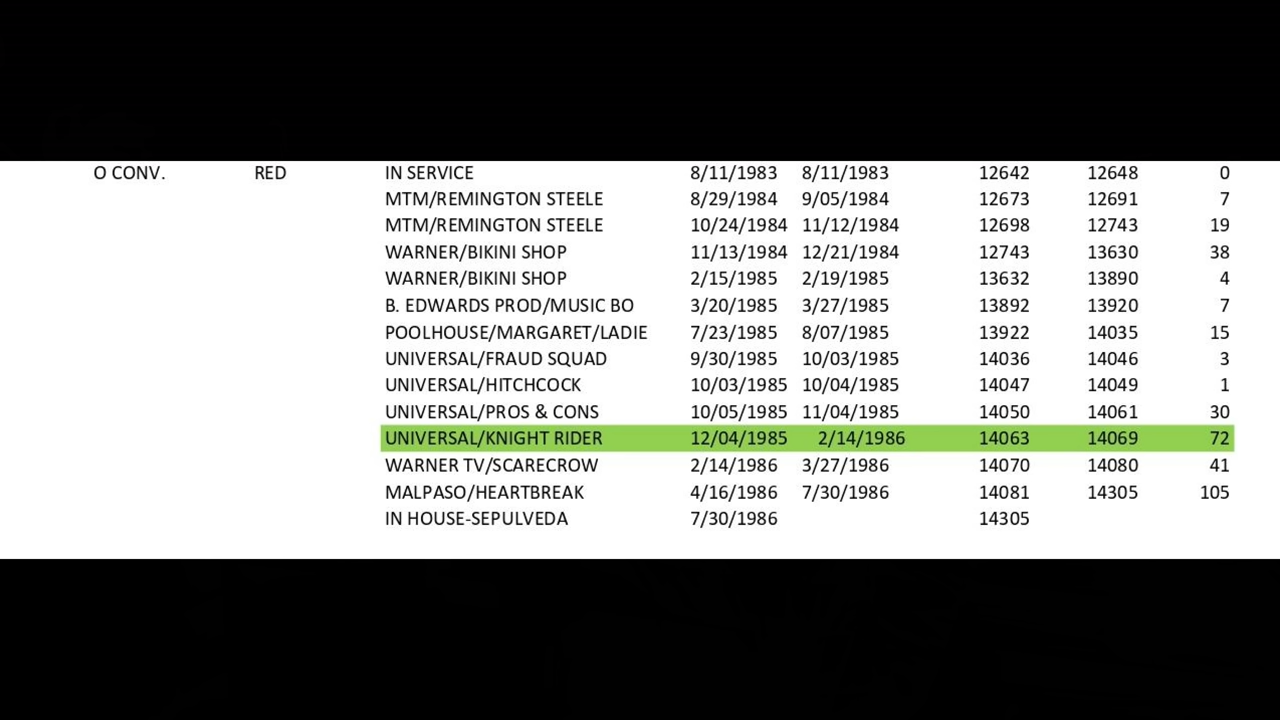 O CONV. RED IN SERVICE 8/11/1983 8/11/1983 12642 12648 0
MTM/REMINGTON STEELE 8/29/1984 9/05/1984 12673 12691 7
MTM/REMINGTON STEELE 10/24/1984 11/12/1984 12698 12743 19
WARNER/BIKINI SHOP 11/13/1984 12/21/1984 12743 13630 38
WARNER/BIKINI SHOP 2/15/1985 2/19/1985 13632 13890 4
B. EDWARDS PROD/MUSIC BO 3/20/1985 3/27/1985 13892 13920 7
POOLHOUSE/MARGARET/LADIE 7/23/1985 8/07/1985 13922 14035 15
UNIVERSAL/FRAUD SQUAD 9/30/1985 10/03/1985 14036 14046 3
UNIVERSAL/HITCHCOCK 10/03/1985 10/04/1985 14047 14049 1
UNIVERSAL/PROS & CONS 10/05/1985 11/04/1985 14050 14061 30
UNIVERSAL/KNIGHT RIDER 12/04/1985 2/14/1986 14063 14069 72
WARNER TV/SCARECROW 2/14/1986 3/27/1986 14070 14080 41
MALPASO/HEARTBREAK 4/16/1986 7/30/1986 14081 14305 105
IN HOUSE-SEPULVEDA 7/30/1986 14305